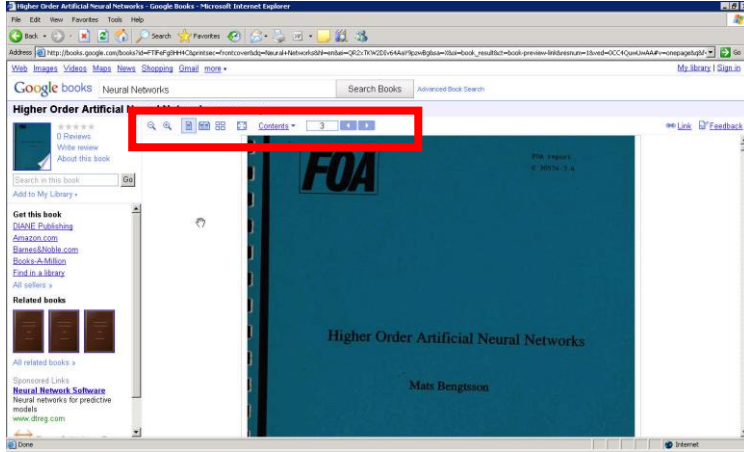 Higher Order Artificial Neural Networks - Google Books - Microsoft Internet Explorer
File Edit View Favorites Tools Help
Back Search Favorites
Address Go
Web Images Videos Maps News Shopping Gmail more
My library | Sign in
Google books Neural Networks Search Books Advanced Book Search
Higher Order Artificial
0 Reviews
Write review
About this book
Contents 3
Link Feedback
Search in this book Go
Add to My Library
Get this book
DIANE Publishing
Amazon.com
Barnes&Noble.com
Books-A-Million
Find in a library
All sellers »
Related books
All related books »
Sponsored Links
Neural Network Software
Neural networks for predictive
models
www.dtreg.com
FOA
FOA report
Higher Order Artificial Neural Networks
Mats Bengtsson
Done
Internet